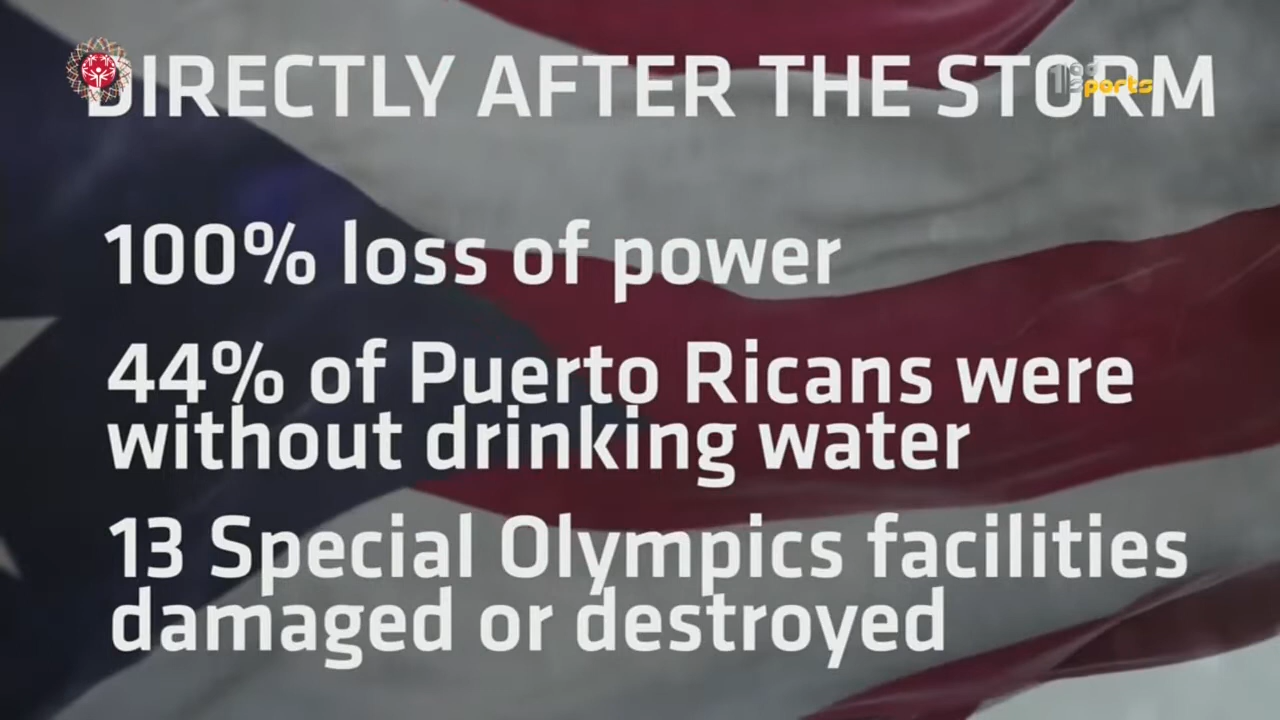 DIRECTLY AFTER THE STORM
100% loss of power
44% of Puerto Ricans were
without drinking water
13 Special Olympics facilities
damaged or destroyed